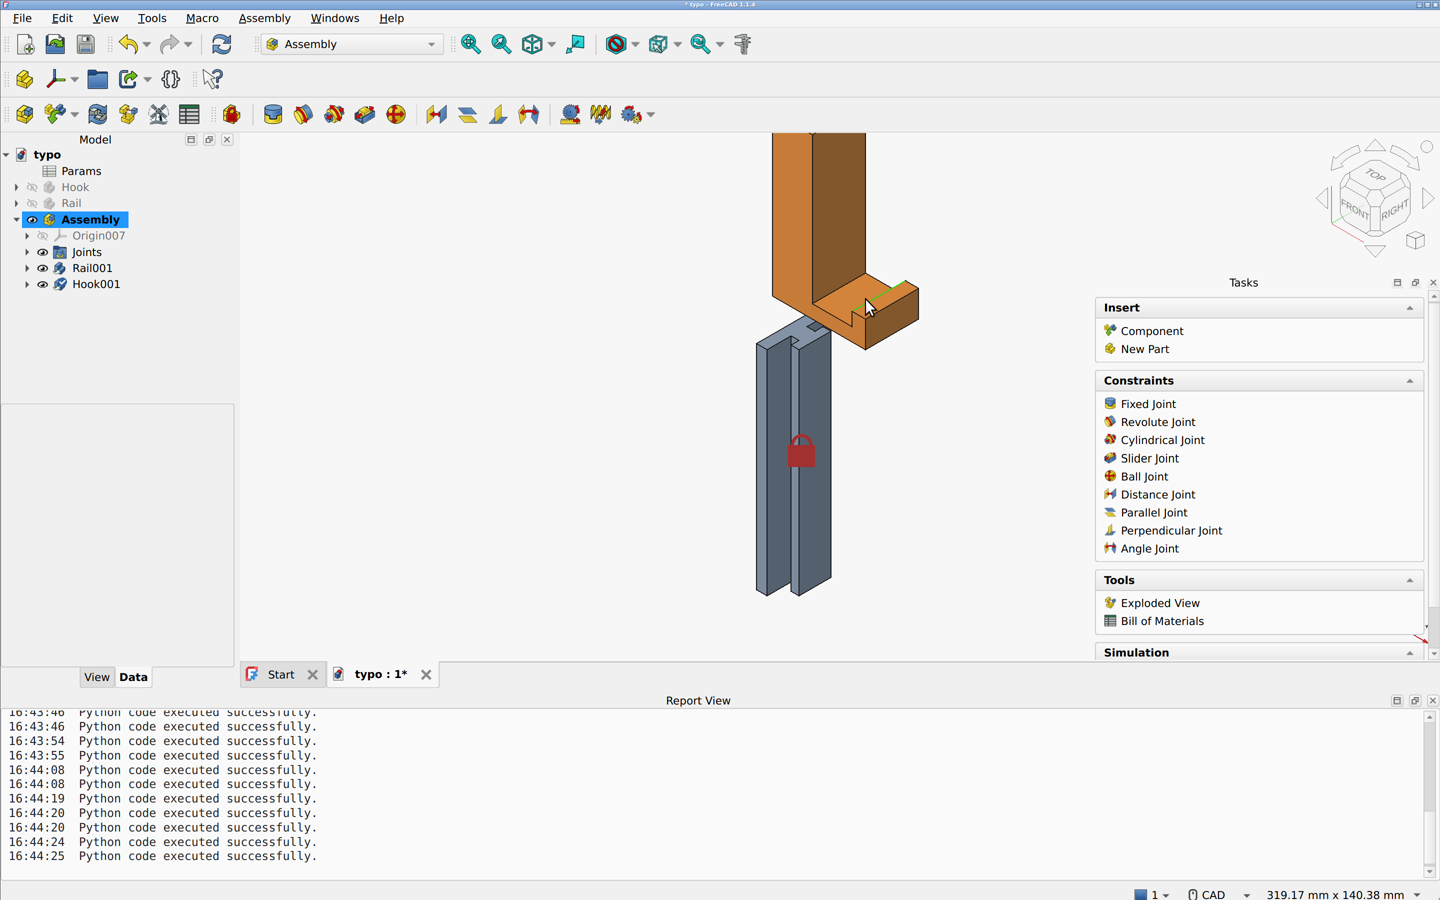 * typo - FreeCAD 1.1.4
File Edit View Tools Macro Assembly Windows Help
Assembly
Model
typo
Params
Hook
Rail
Assembly
Origin007
Joints
Rail001
Hook001
View Data
TOP
FRONT
RIGHT
Tasks
Insert
Component
New Part
Constraints
Fixed Joint
Revolute Joint
Cylindrical Joint
Slider Joint
Ball Joint
Distance Joint
Parallel Joint
Perpendicular Joint
Angle Joint
Tools
Exploded View
Bill of Materials
Simulation
Start
typo : 1*
Report View
16:43:46 Python code executed successfully.
16:43:46 Python code executed successfully.
16:43:54 Python code executed successfully.
16:43:55 Python code executed successfully.
16:44:08 Python code executed successfully.
16:44:08 Python code executed successfully.
16:44:19 Python code executed successfully.
16:44:20 Python code executed successfully.
16:44:20 Python code executed successfully.
16:44:24 Python code executed successfully.
16:44:25 Python code executed successfully.
1 CAD 319.17 mm x 140.38 mm